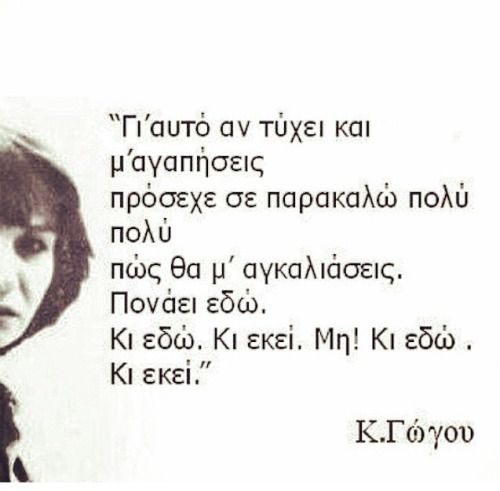 “Γι’αυτό αν τύχει και
μ’αγαπήσεις
πρόσεχε σε παρακαλώ πολύ
πολύ
πώς θα μ’ αγκαλιάσεις.
Πονάει εδώ.
Κι εδώ. Κι εκεί. Μη! Κι εδώ .
Κι εκεί.”
Κ.Γώγου